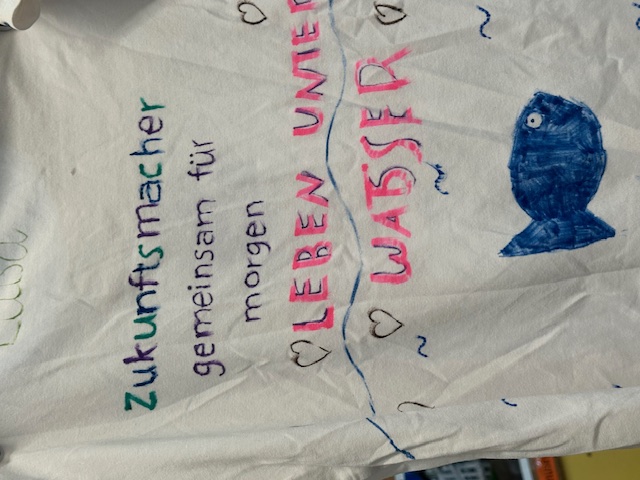 Zukunftsmacher
gemeinsam für
morgen
LEBEN UNTER
WASSER